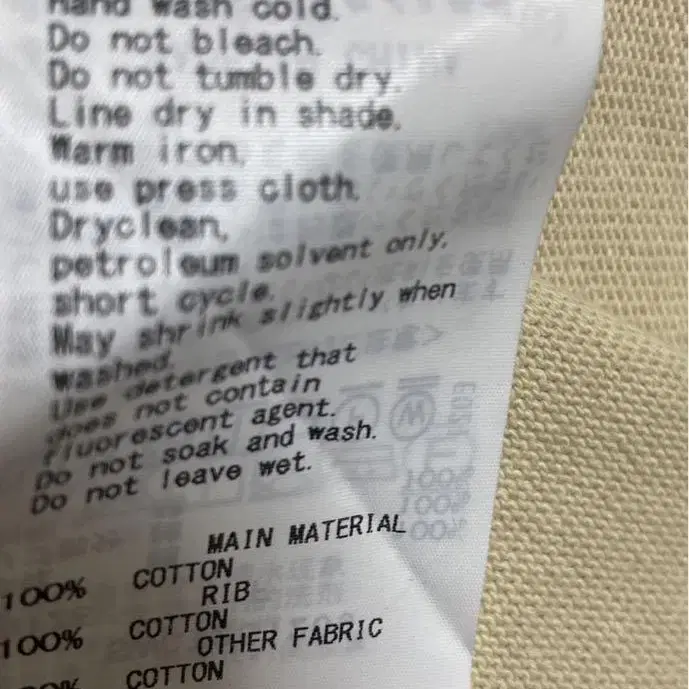 Hand wash cold.
Do not bleach.
Do not tumble dry.
Line dry in shade.
Warm iron.
use press cloth.
Dryclean.
petroleum solvent only.
short cycle.
May shrink slightly when
washed.
Use detergent that
does not contain
fluorescent agent.
Do not soak and wash.
Do not leave wet.
MAIN MATERIAL
100% COTTON
RIB
100% COTTON
OTHER FABRIC
COTTON